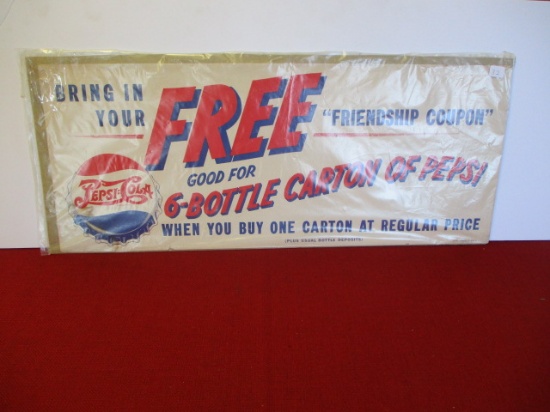 BRING IN
YOUR
FREE
"FRIENDSHIP COUPON"
GOOD FOR
6-BOTTLE CARTON OF PEPSI
PEPSI-COLA
WHEN YOU BUY ONE CARTON AT REGULAR PRICE
(PLUS USUAL BOTTLE DEPOSITS)